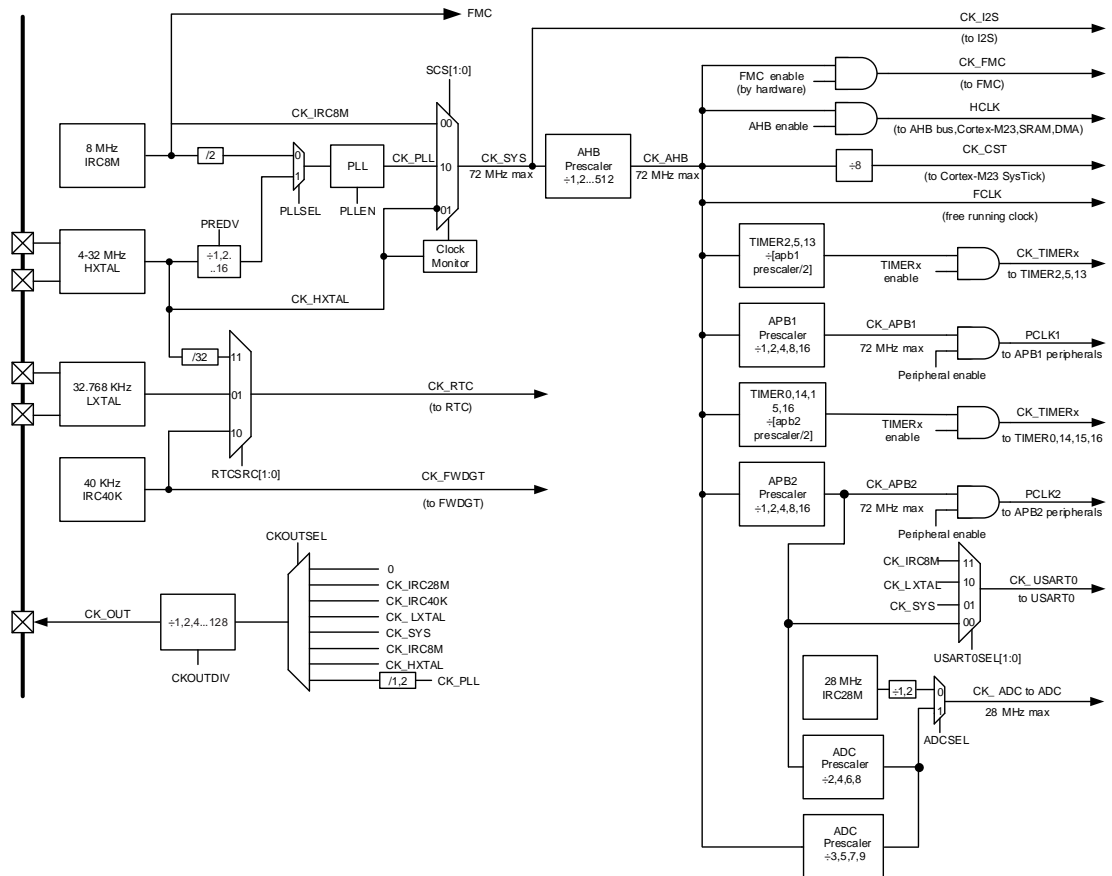 FMC
CK_I2S
(to I2S)
SCS[1:0]
CK_IRC8M
00
10
01
8 MHz
IRC8M
/2
0
1
PLLSEL
PLL
PLLEN
CK_PLL
CK_SYS
72 MHz max
AHB
Prescaler
÷1,2...512
CK_AHB
72 MHz max
FMC enable
(by hardware)
CK_FMC
(to FMC)
AHB enable
HCLK
(to AHB bus,Cortex-M23,SRAM,DMA)
÷8
CK_CST
(to Cortex-M23 SysTick)
FCLK
(free running clock)
PREDV
÷1,2.
..16
4-32 MHz
HXTAL
Clock
Monitor
CK_HXTAL
TIMER2,5,13
÷[apb1
prescaler/2]
TIMERx
enable
CK_TIMERx
to TIMER2,5,13
APB1
Prescaler
÷1,2,4,8,16
CK_APB1
72 MHz max
Peripheral enable
PCLK1
to APB1 peripherals
/32
11
01
10
32.768 KHz
LXTAL
CK_RTC
(to RTC)
RTCSRC[1:0]
TIMER0,14,1
5,16
÷[apb2
prescaler/2]
TIMERx
enable
CK_TIMERx
to TIMER0,14,15,16
40 KHz
IRC40K
CK_FWDGT
(to FWDGT)
APB2
Prescaler
÷1,2,4,8,16
CK_APB2
72 MHz max
Peripheral enable
PCLK2
to APB2 peripherals
CKOUTSEL
0
CK_IRC28M
CK_IRC40K
CK_ LXTAL
CK_SYS
CK_IRC8M
CK_HXTAL
/1,2
CK_PLL
CK_OUT
÷1,2,4...128
CKOUTDIV
CK_IRC8M
11
CK_LXTAL
10
CK_SYS
01
00
CK_USART0
to USART0
USART0SEL[1:0]
28 MHz
IRC28M
÷1,2
0
1
ADCSEL
CK_ ADC to ADC
28 MHz max
ADC
Prescaler
÷2,4,6,8
ADC
Prescaler
÷3,5,7,9